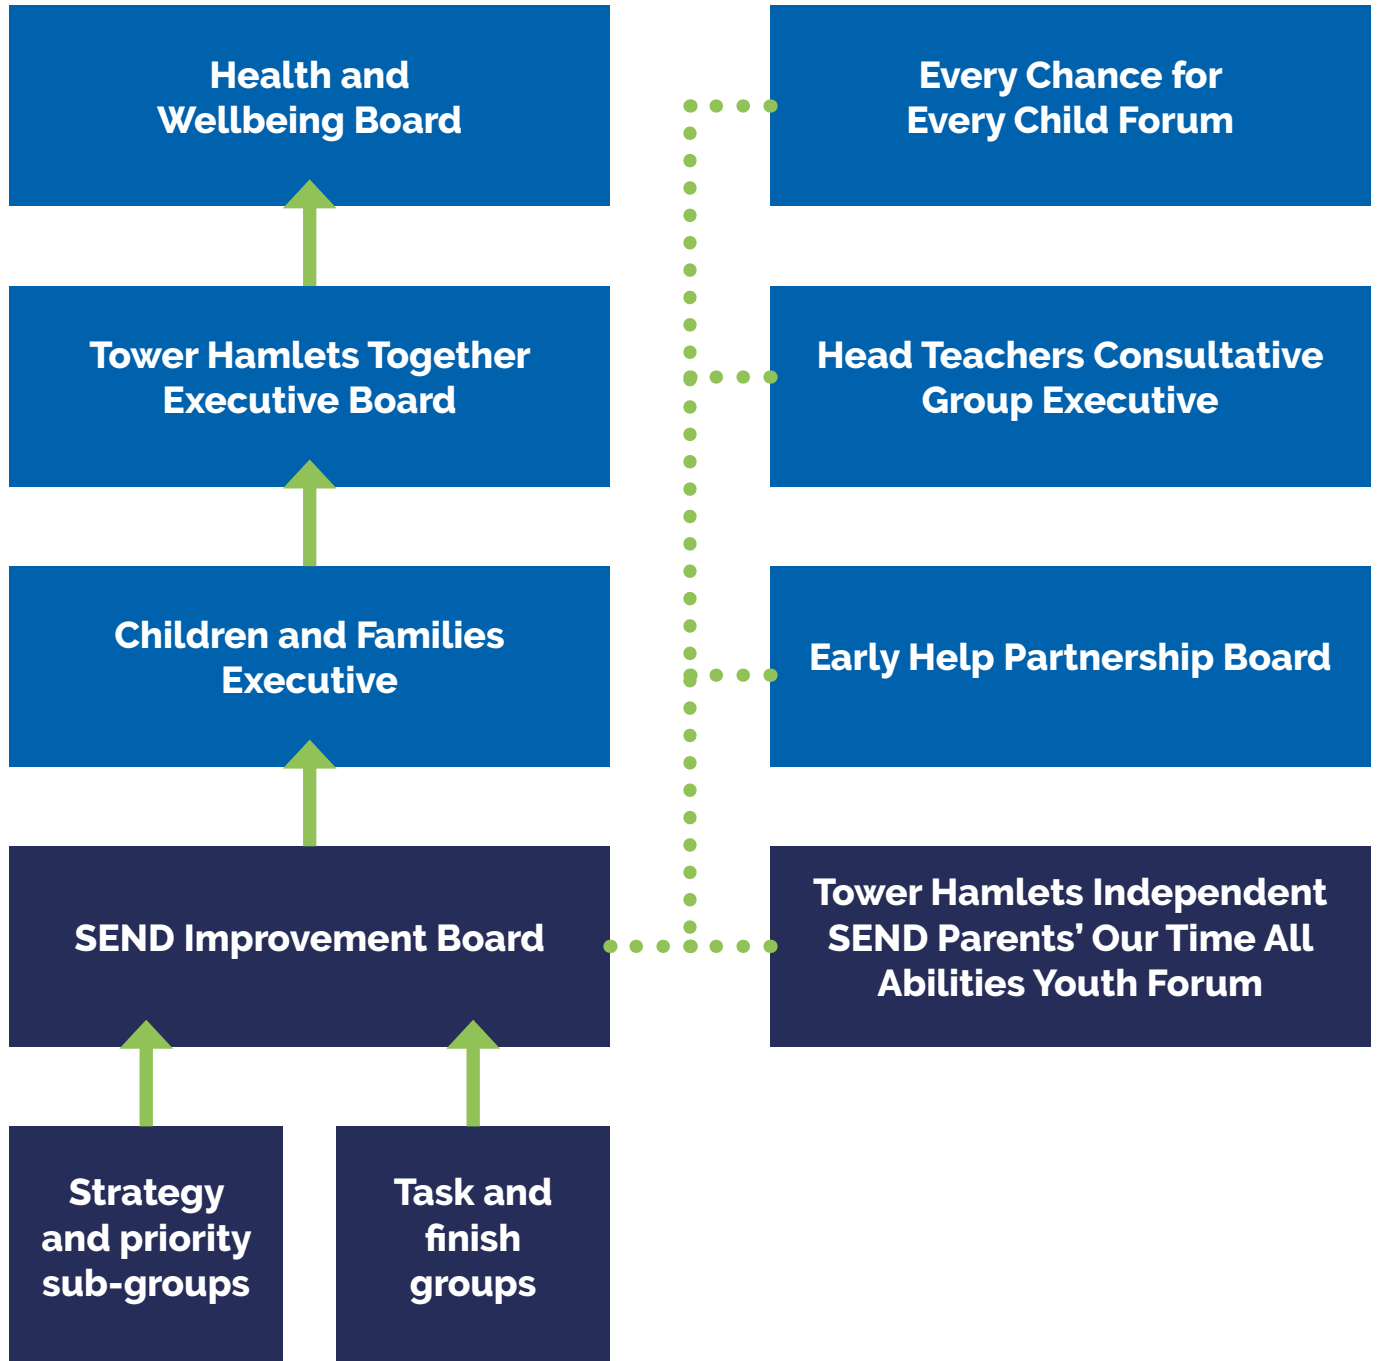 Health and
Wellbeing Board
Every Chance for
Every Child Forum
Tower Hamlets Together
Executive Board
Head Teachers Consultative
Group Executive
Children and Families
Executive
Early Help Partnership Board
SEND Improvement Board
Tower Hamlets Independent
SEND Parents’ Our Time All
Abilities Youth Forum
Strategy
and priority
sub-groups
Task and
finish
groups